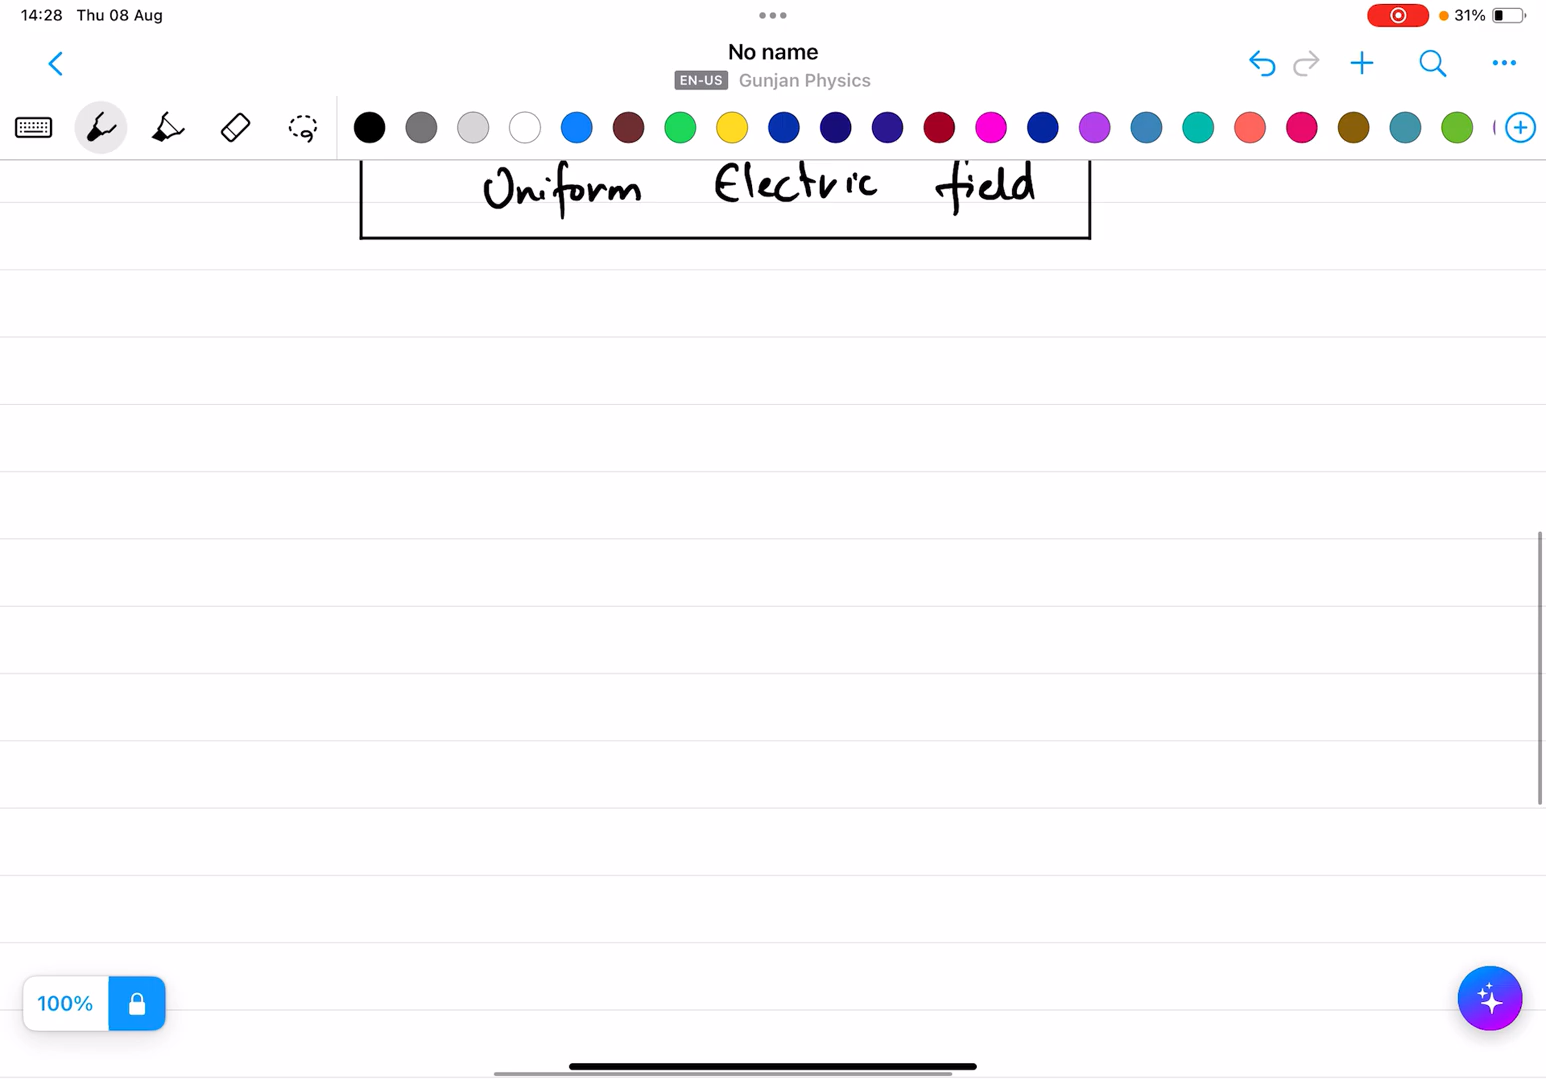 14:28 Thu 08 Aug
31%
No name
EN-US Gunjan Physics
Uniform Electric field
100%